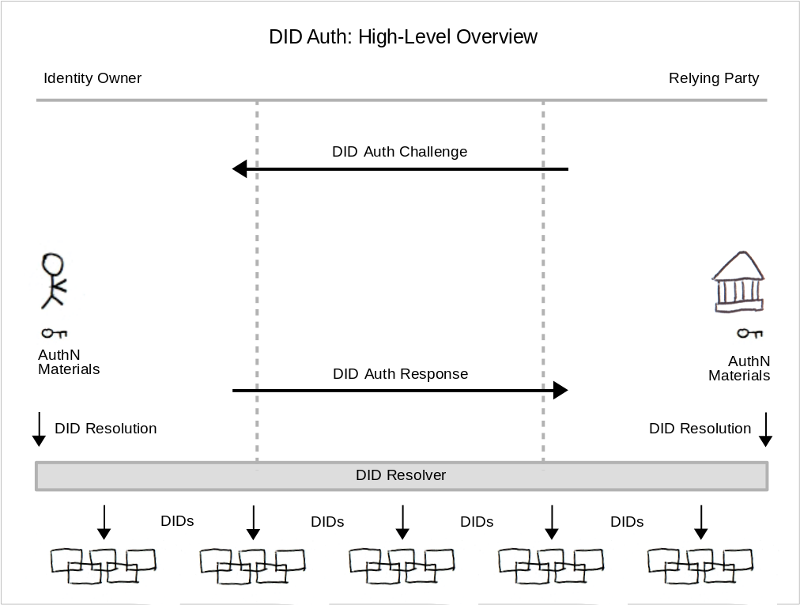 DID Auth: High-Level Overview
Identity Owner
Relying Party
DID Auth Challenge
AuthN
Materials
AuthN
Materials
DID Auth Response
DID Resolution
DID Resolution
DID Resolver
DIDs
DIDs
DIDs
DIDs